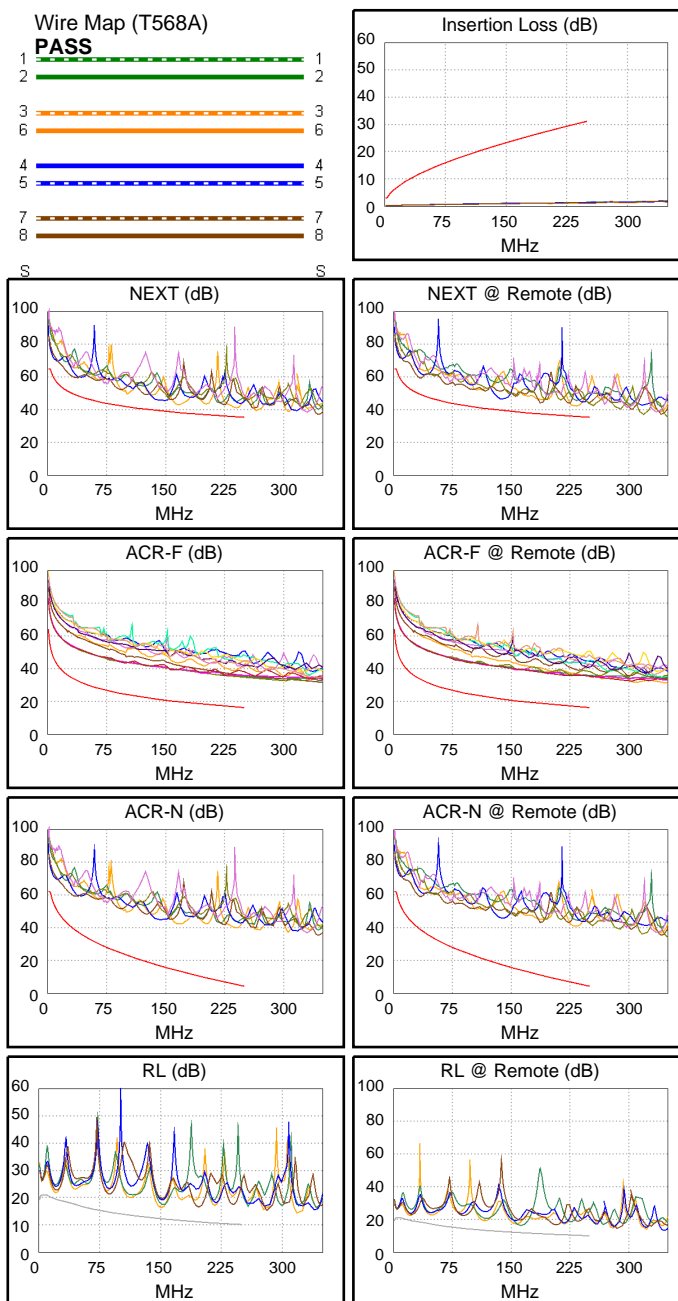 Wire Map (T568A)
PASS
1 1
2 2
3 3
6 6
4 4
5 5
7 7
8 8
S S
Insertion Loss (dB)
60
50
40
30
20
10
0
0 75 150 225 300
MHz
NEXT (dB)
100
80
60
40
20
0
0 75 150 225 300
MHz
NEXT @ Remote (dB)
100
80
60
40
20
0
0 75 150 225 300
MHz
ACR-F (dB)
100
80
60
40
20
0
0 75 150 225 300
MHz
ACR-F @ Remote (dB)
100
80
60
40
20
0
0 75 150 225 300
MHz
ACR-N (dB)
100
80
60
40
20
0
0 75 150 225 300
MHz
ACR-N @ Remote (dB)
100
80
60
40
20
0
0 75 150 225 300
MHz
RL (dB)
60
50
40
30
20
10
0
0 75 150 225 300
MHz
RL @ Remote (dB)
100
80
60
40
20
0
0 75 150 225 300
MHz